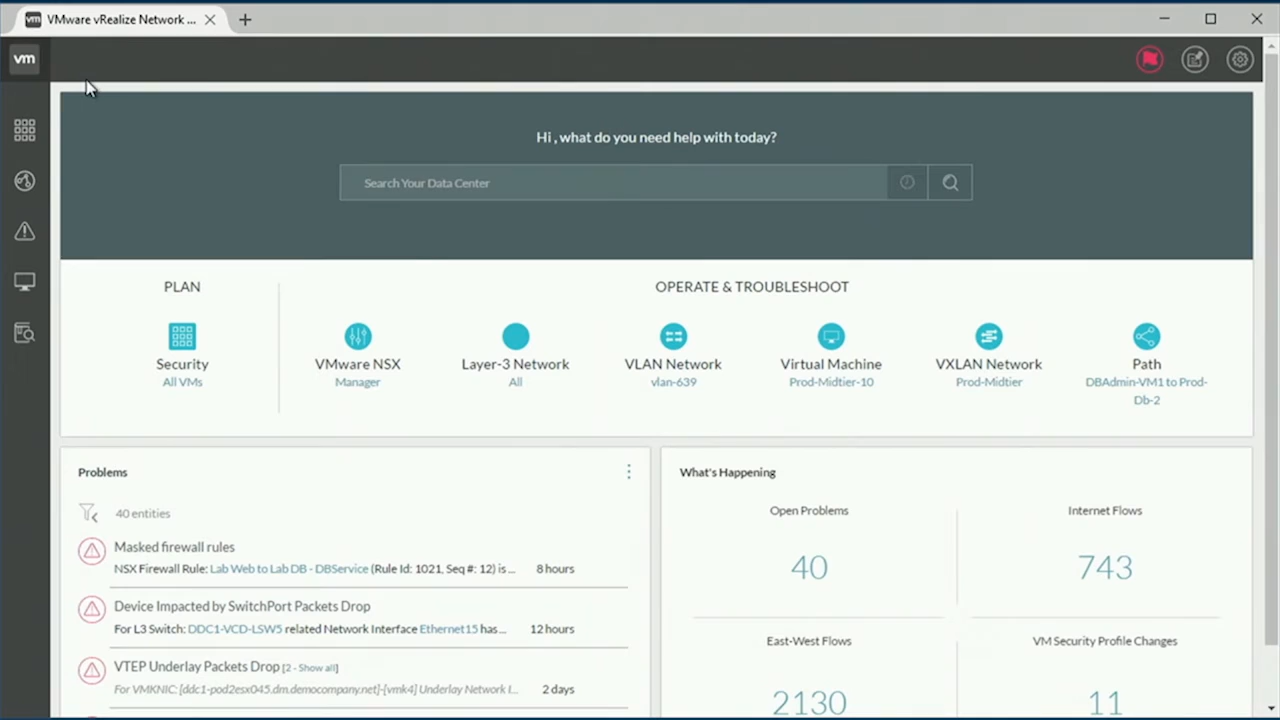 VMware vRealize Network ...
vm
Hi , what do you need help with today?
Search Your Data Center
PLAN
OPERATE & TROUBLESHOOT
Security
All VMs
VMware NSX
Manager
Layer-3 Network
All
VLAN Network
vlan-639
Virtual Machine
Prod-Midtier-10
VXLAN Network
Prod-Midtier
Path
DBAdmin-VM1 to Prod-
Db-2
Problems
40 entities
Masked firewall rules
NSX Firewall Rule: Lab Web to Lab DB - DBService (Rule Id: 1021, Seq #: 12) is ... 8 hours
Device Impacted by SwitchPort Packets Drop
For L3 Switch: DDC1-VCD-LSW5 related Network Interface Ethernet15 has... 12 hours
VTEP Underlay Packets Drop [2 - Show all]
For VMKNIC: [ddc1-pod2esx045.dm.democompany.net]-[vmk4] Underlay Network I... 2 days
What's Happening
Open Problems
40
Internet Flows
743
East-West Flows
2130
VM Security Profile Changes
11